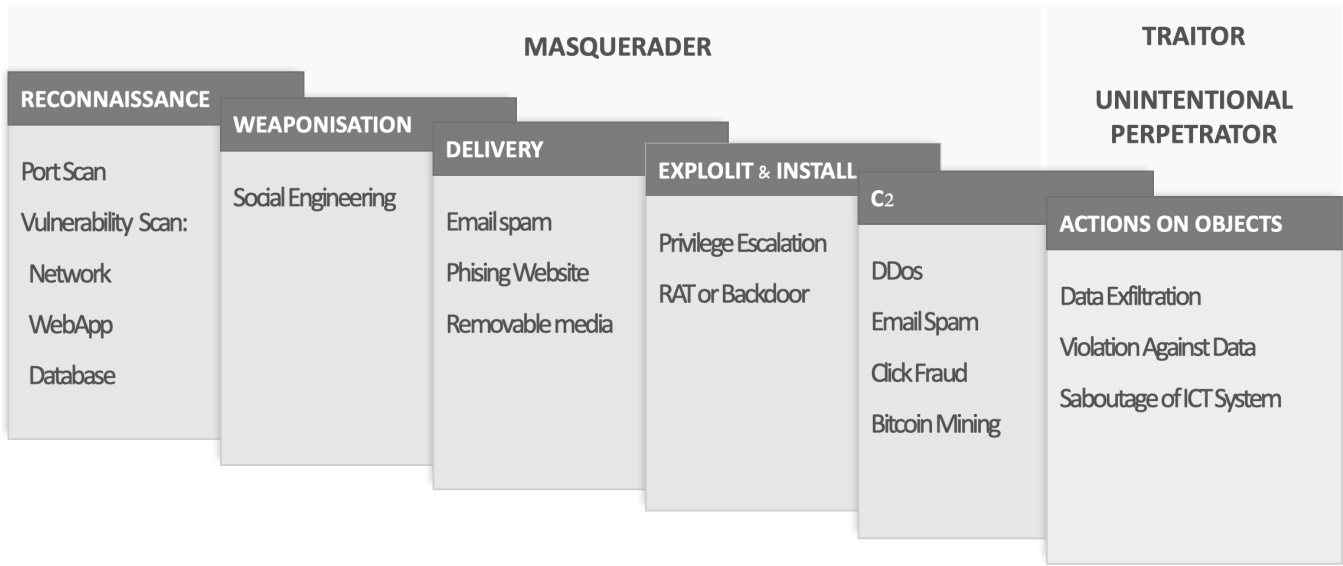 MASQUERADER
TRAITOR
UNINTENTIONAL
PERPETRATOR
RECONNAISSANCE
Port Scan
Vulnerability Scan:
Network
WebApp
Database
WEAPONISATION
Social Engineering
DELIVERY
Email spam
Phising Website
Removable media
EXPLOLIT & INSTALL
Privilege Escalation
RAT or Backdoor
C2
DDos
Email Spam
Click Fraud
Bitcoin Mining
ACTIONS ON OBJECTS
Data Exfiltration
Violation Against Data
Saboutage of ICT System